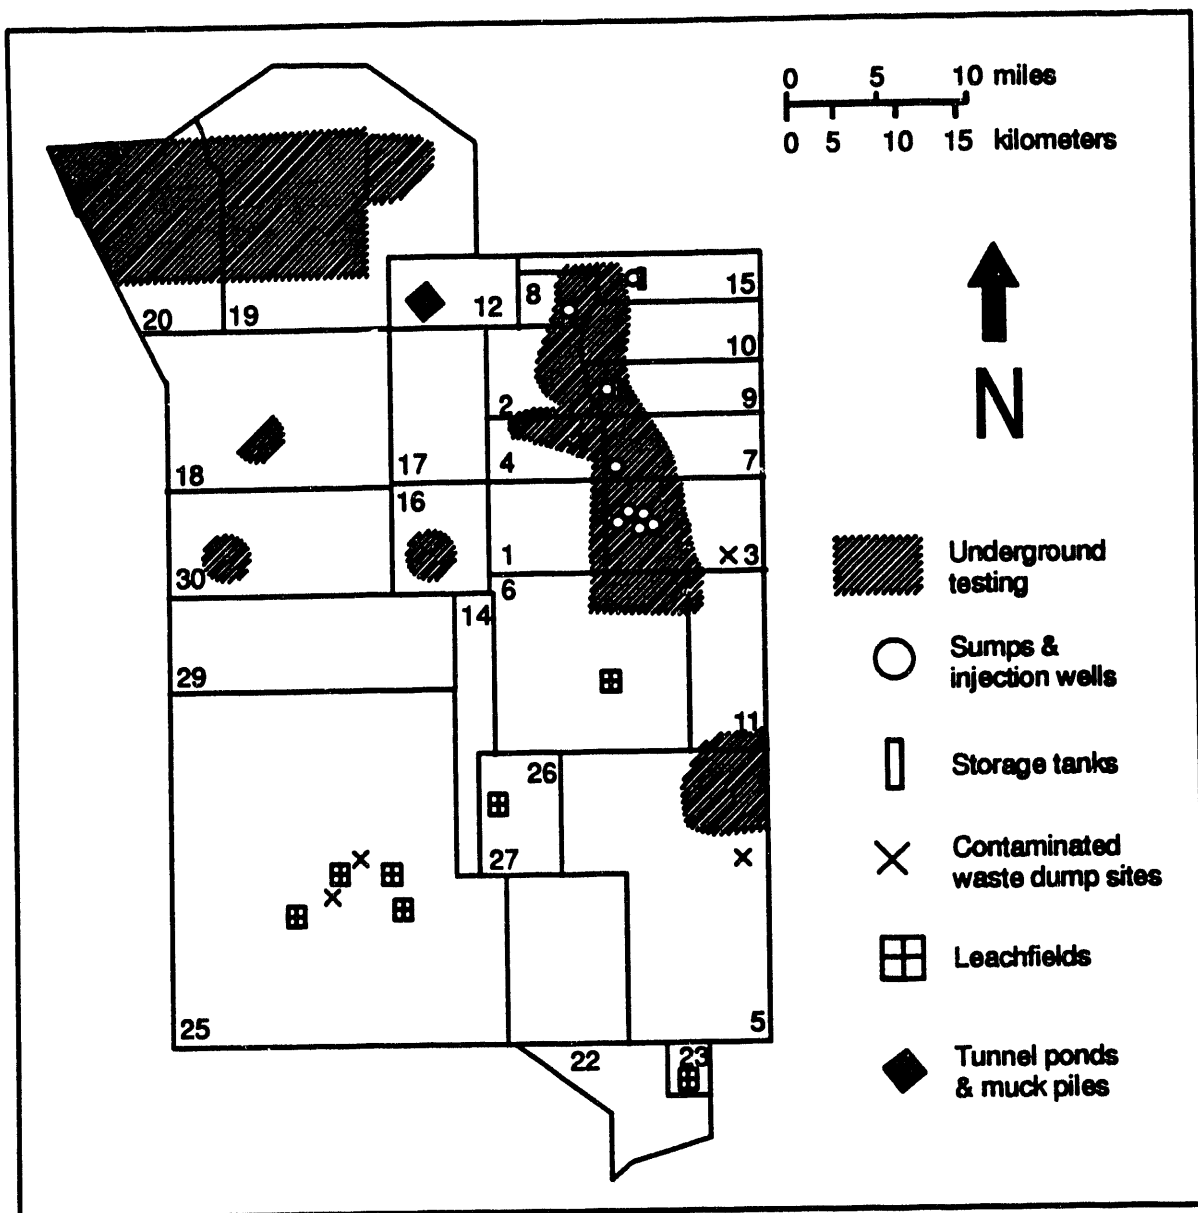 0 5 10 miles
0 5 10 15 kilometers
N
20
19
12
8
15
10
9
2
18
17
4
7
16
30
1
3
6
14
29
11
26
27
25
5
22
23
Underground
testing
Sumps &
injection wells
Storage tanks
Contaminated
waste dump sites
Leachfields
Tunnel ponds
& muck piles